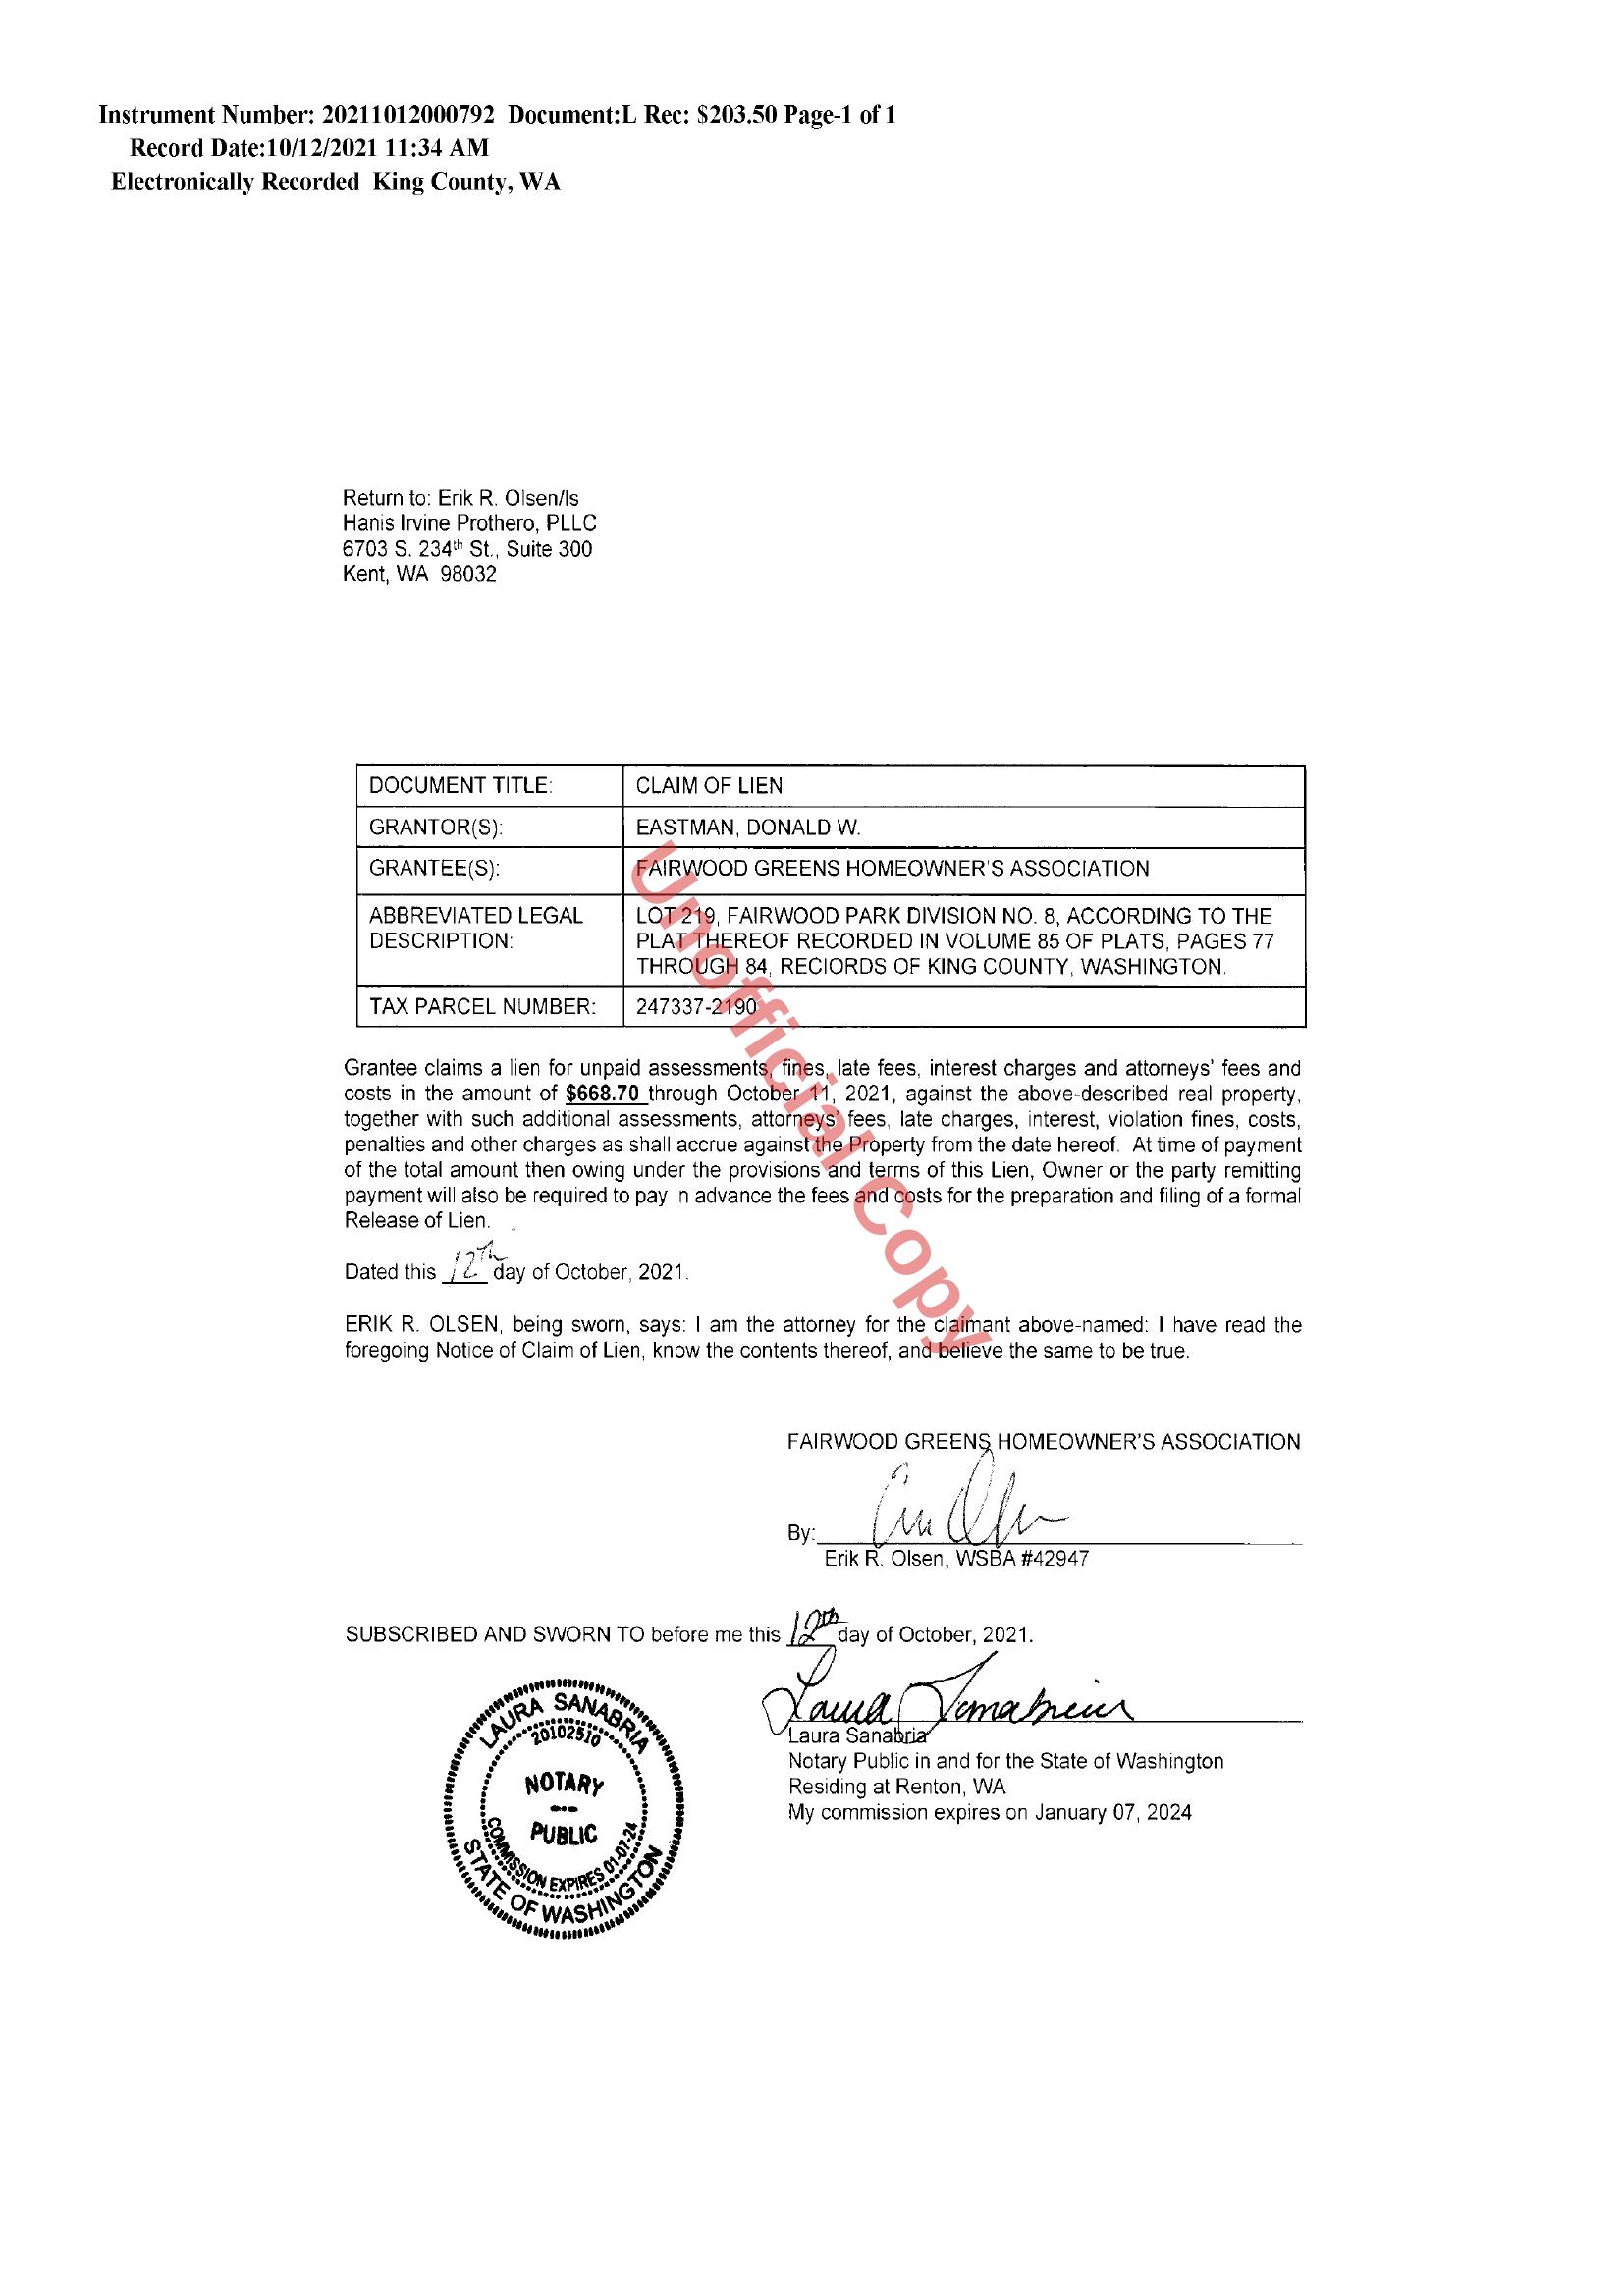 Instrument Number: 20211012000792 Document:L Rec: $203.50 Page-1 of 1
Record Date:10/12/2021 11:34 AM
Electronically Recorded King County, WA
Return to: Erik R. Olsen/ls
Hanis Irvine Prothero, PLLC
6703 S. 234th St., Suite 300
Kent, WA 98032
DOCUMENT TITLE: CLAIM OF LIEN
GRANTOR(S): EASTMAN, DONALD W.
GRANTEE(S): FAIRWOOD GREENS HOMEOWNER'S ASSOCIATION
ABBREVIATED LEGAL DESCRIPTION: LOT 219, FAIRWOOD PARK DIVISION NO. 8, ACCORDING TO THE
PLAT THEREOF RECORDED IN VOLUME 85 OF PLATS, PAGES 77
THROUGH 84, RECIORDS OF KING COUNTY, WASHINGTON.
TAX PARCEL NUMBER: 247337-2190
Grantee claims a lien for unpaid assessments, fines, late fees, interest charges and attorneys' fees and
costs in the amount of $668.70 through October 11, 2021, against the above-described real property,
together with such additional assessments, attorneys' fees, late charges, interest, violation fines, costs,
penalties and other charges as shall accrue against the Property from the date hereof. At time of payment
of the total amount then owing under the provisions and terms of this Lien, Owner or the party remitting
payment will also be required to pay in advance the fees and costs for the preparation and filing of a formal
Release of Lien.
Dated this 12th day of October, 2021.
ERIK R. OLSEN, being sworn, says: I am the attorney for the claimant above-named: I have read the
foregoing Notice of Claim of Lien, know the contents thereof, and believe the same to be true.
Unofficial Copy
FAIRWOOD GREENS HOMEOWNER'S ASSOCIATION
By:
Erik R. Olsen, WSBA #42947
SUBSCRIBED AND SWORN TO before me this 12th day of October, 2021.
Laura Sanabria
Laura Sanabria
Notary Public in and for the State of Washington
Residing at Renton, WA
My commission expires on January 07, 2024
LAURA SANABRIA
20102510
NOTARY
PUBLIC
COMMISSION EXPIRES 01-07-24
STATE OF WASHINGTON